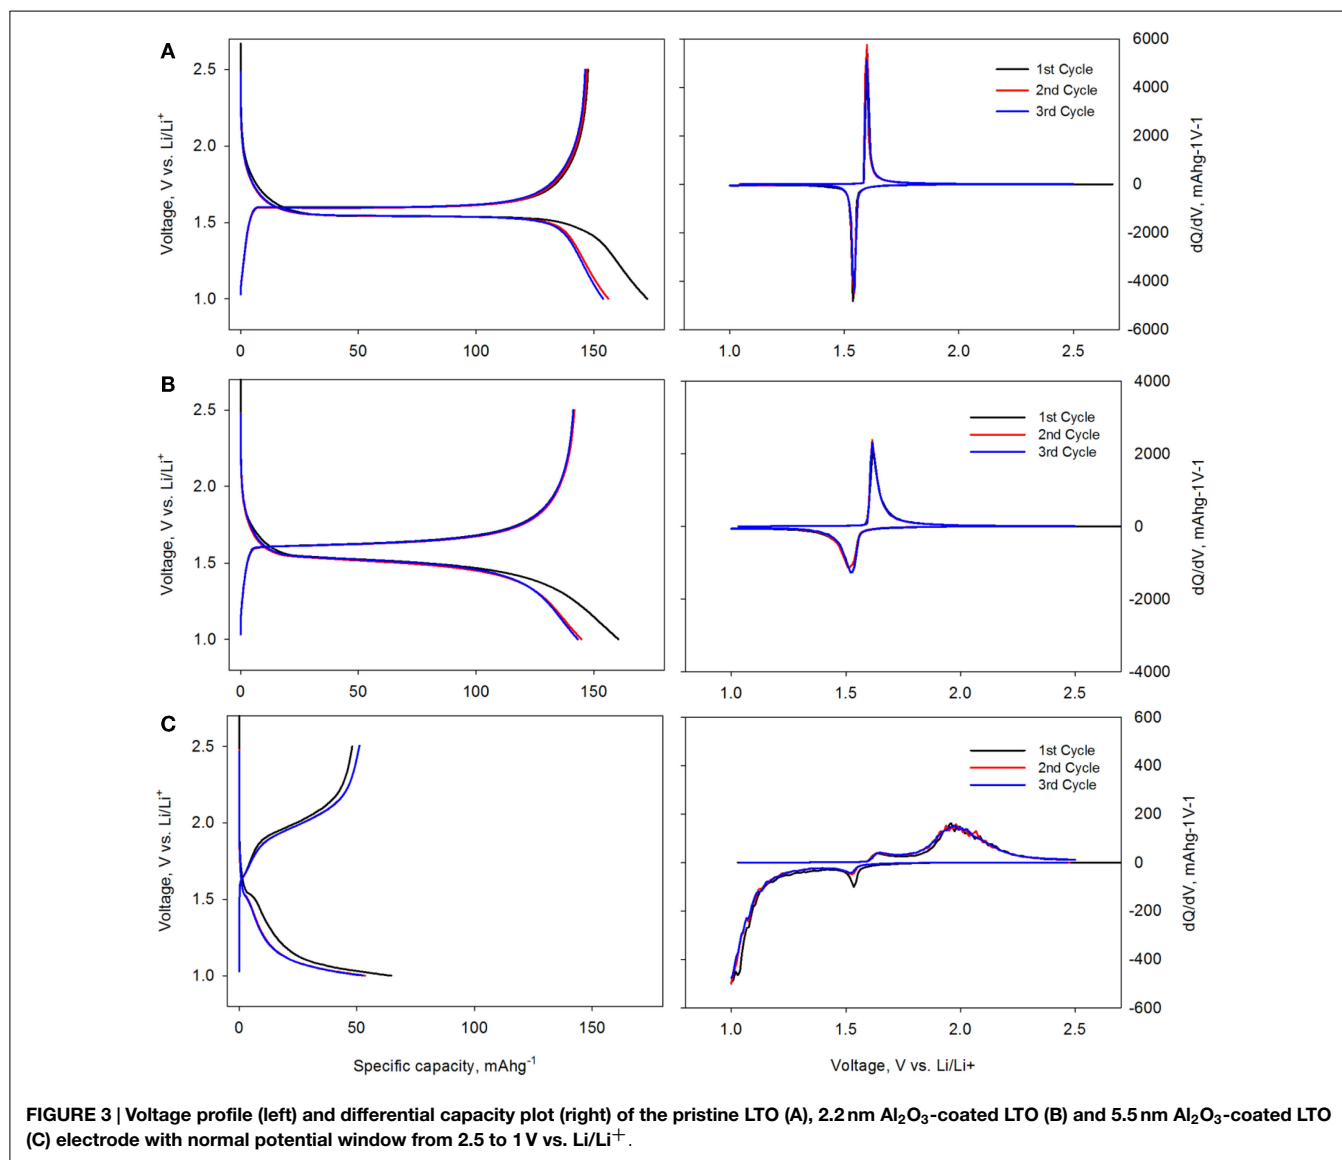 A
2.5
2.0
1.5
1.0
Voltage, V vs. Li/Li+
0 50 100 150
1st Cycle
2nd Cycle
3rd Cycle
6000
4000
2000
0
-2000
-4000
-6000
dQ/dV, mAhg-1V-1
1.0 1.5 2.0 2.5
B
2.5
2.0
1.5
1.0
Voltage, V vs. Li/Li+
0 50 100 150
1st Cycle
2nd Cycle
3rd Cycle
4000
2000
0
-2000
-4000
dQ/dV, mAhg-1V-1
1.0 1.5 2.0 2.5
C
2.5
2.0
1.5
1.0
Voltage, V vs. Li/Li+
0 50 100 150
Specific capacity, mAhg-1
1st Cycle
2nd Cycle
3rd Cycle
600
400
200
0
-200
-400
-600
dQ/dV, mAhg-1V-1
1.0 1.5 2.0 2.5
Voltage, V vs. Li/Li+
FIGURE 3 | Voltage profile (left) and differential capacity plot (right) of the pristine LTO (A), 2.2 nm Al2O3-coated LTO (B) and 5.5 nm Al2O3-coated LTO
(C) electrode with normal potential window from 2.5 to 1 V vs. Li/Li+.